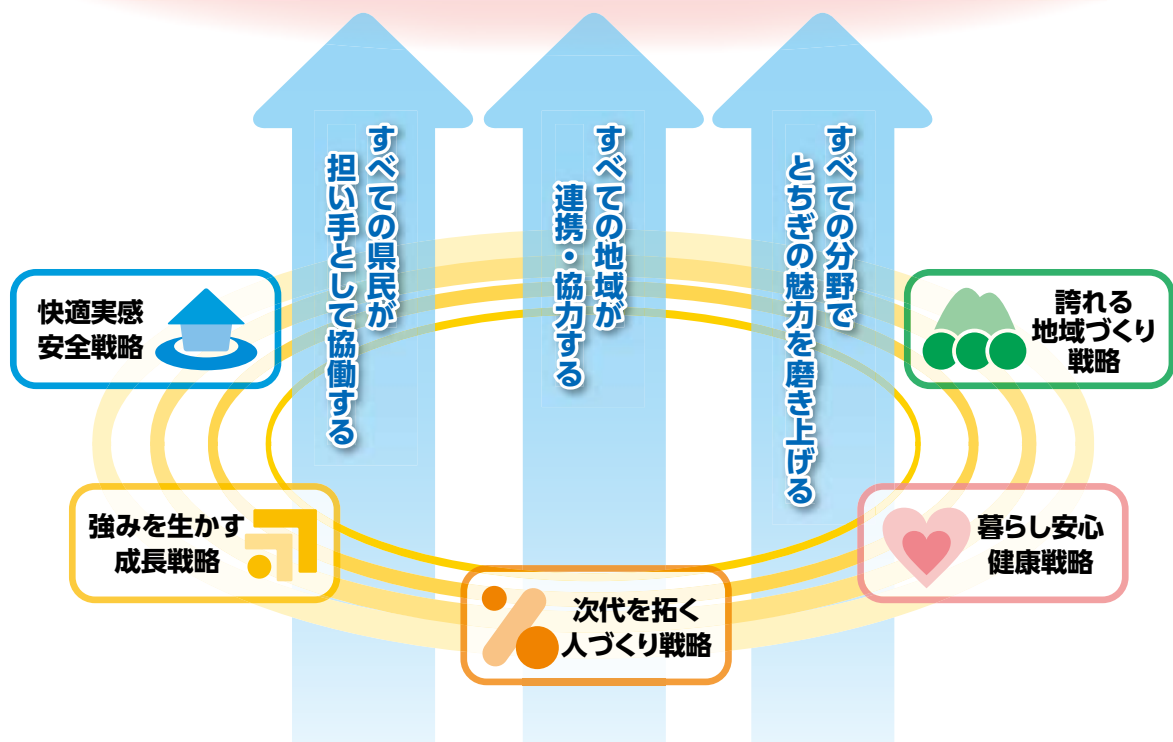 すべての分野で
とちぎの魅力を磨き上げる
すべての地域が
連携・協力する
すべての県民が
担い手として協働する
快適実感
安全戦略
誇れる
地域づくり
戦略
強みを生かす
成長戦略
暮らし安心
健康戦略
次代を拓く
人づくり戦略